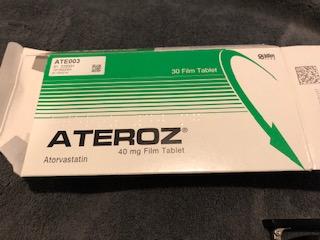 ATE003
30 Film Tablet
ATEROZ®
40 mg Film Tablet
Atorvastatin